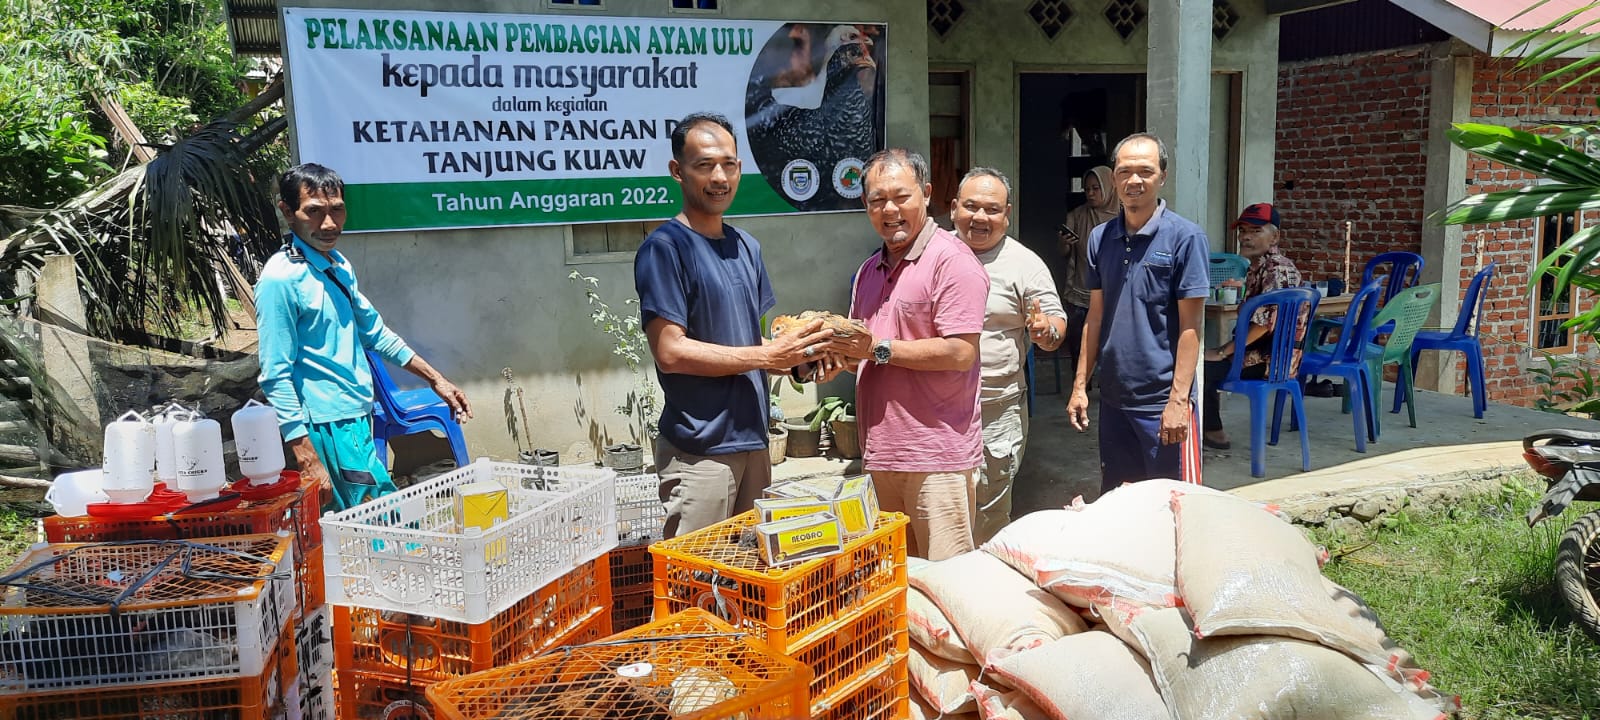 PELAKSANAAN PEMBAGIAN AYAM ULU
kepada masyarakat
dalam kegiatan
KETAHANAN PANGAN D
TANJUNG KUAW
Tahun Anggaran 2022.
NEOBRO